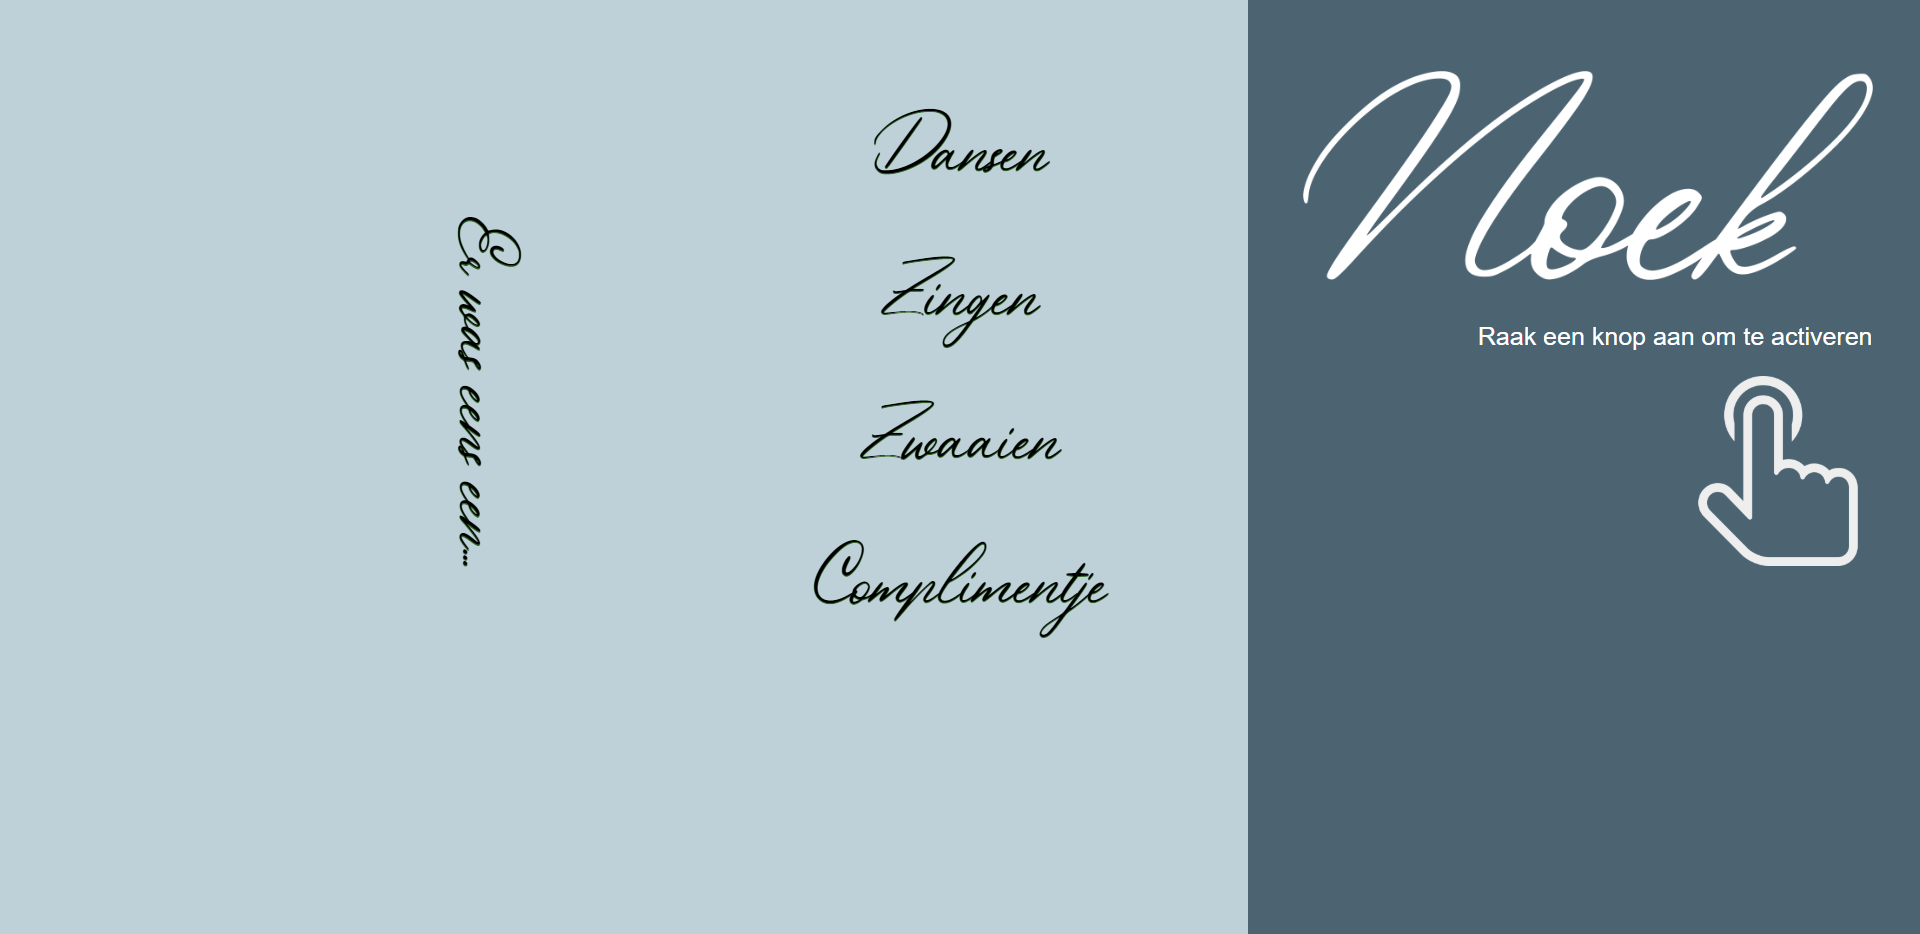 Er was eens een...
Dansen
Zingen
Zwaaien
Complimentje
Noek
Raak een knop aan om te activeren